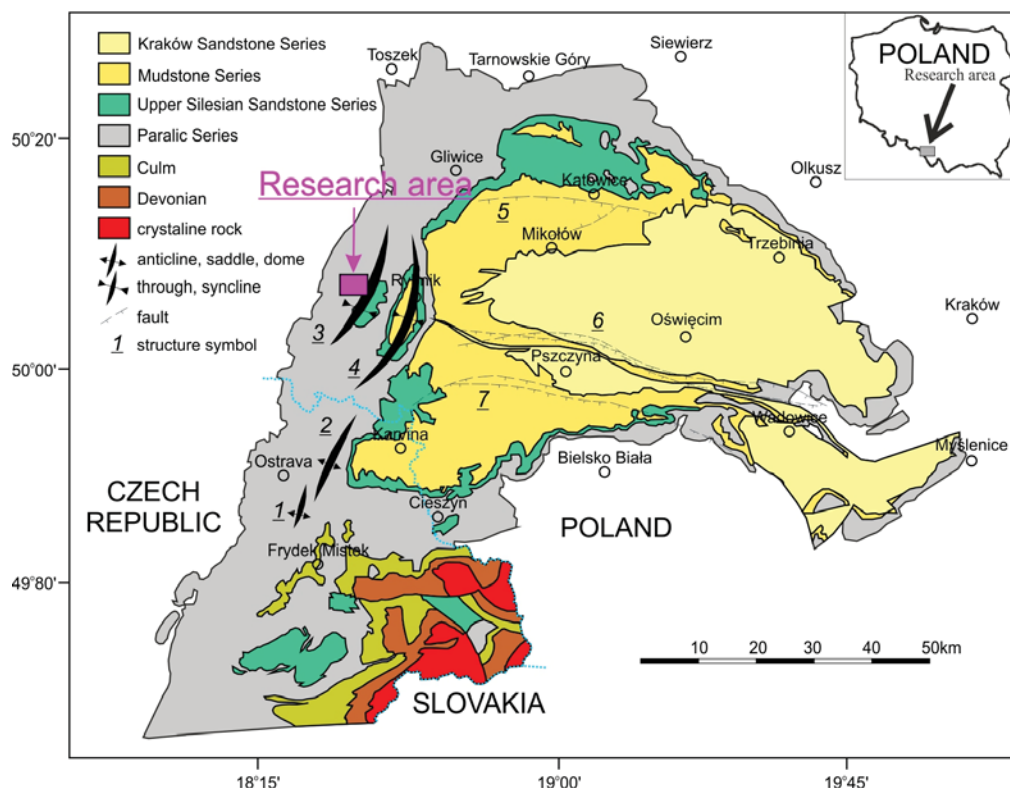 Kraków Sandstone Series
Mudstone Series
Upper Silesian Sandstone Series
Paralic Series
Culm
Devonian
crystaline rock
anticline, saddle, dome
through, syncline
fault
1 structure symbol
POLAND
Research area
Toszek
Tarnowskie Góry
Siewierz
Olkusz
Gliwice
Katowice
Research area
5
Mikołów
Trzebinia
Rybnik
Kraków
3
6
Oświęcim
4
Pszczyna
7
2
Wadowice
Karvina
Myślenice
Ostrava
Bielsko Biała
CZECH
REPUBLIC
1
Cieszyn
POLAND
Frydek Mistek
SLOVAKIA
10 20 30 40 50km
50°20'
50°00'
49°80'
18°15' 19°00' 19°45'